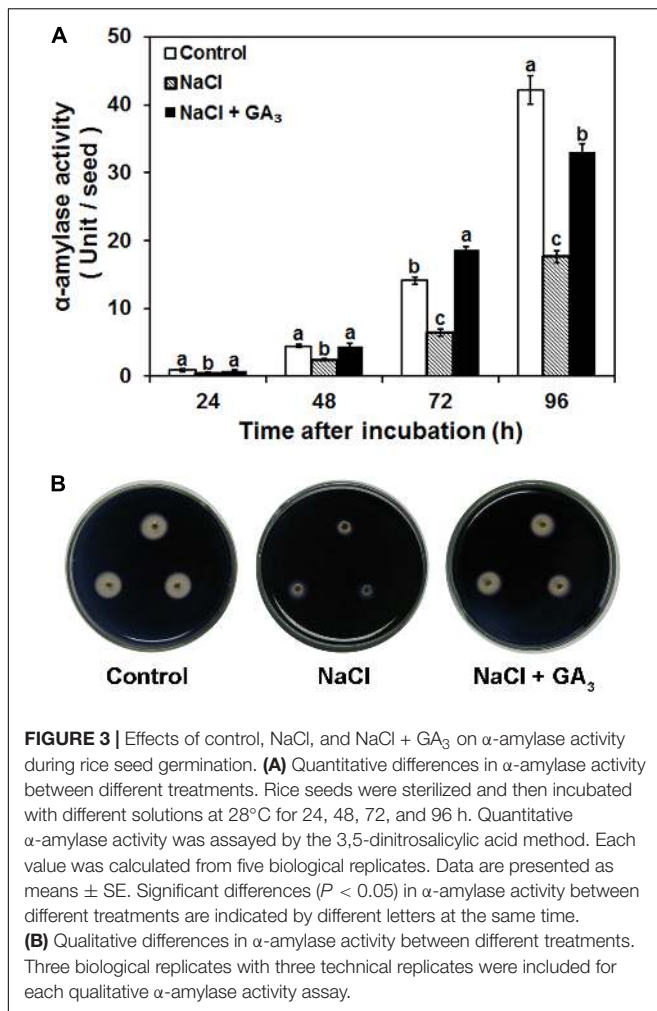 A
50
40
30
20
10
0
α-amylase activity
( Unit / seed )
Control
NaCl
NaCl + GA₃
a b a
a b a
b c a
a c b
24 48 72 96
Time after incubation (h)
B
Control NaCl NaCl + GA₃
FIGURE 3 | Effects of control, NaCl, and NaCl + GA₃ on α-amylase activity
during rice seed germination. (A) Quantitative differences in α-amylase activity
between different treatments. Rice seeds were sterilized and then incubated
with different solutions at 28°C for 24, 48, 72, and 96 h. Quantitative
α-amylase activity was assayed by the 3,5-dinitrosalicylic acid method. Each
value was calculated from five biological replicates. Data are presented as
means ± SE. Significant differences (P < 0.05) in α-amylase activity between
different treatments are indicated by different letters at the same time.
(B) Qualitative differences in α-amylase activity between different treatments.
Three biological replicates with three technical replicates were included for
each qualitative α-amylase activity assay.